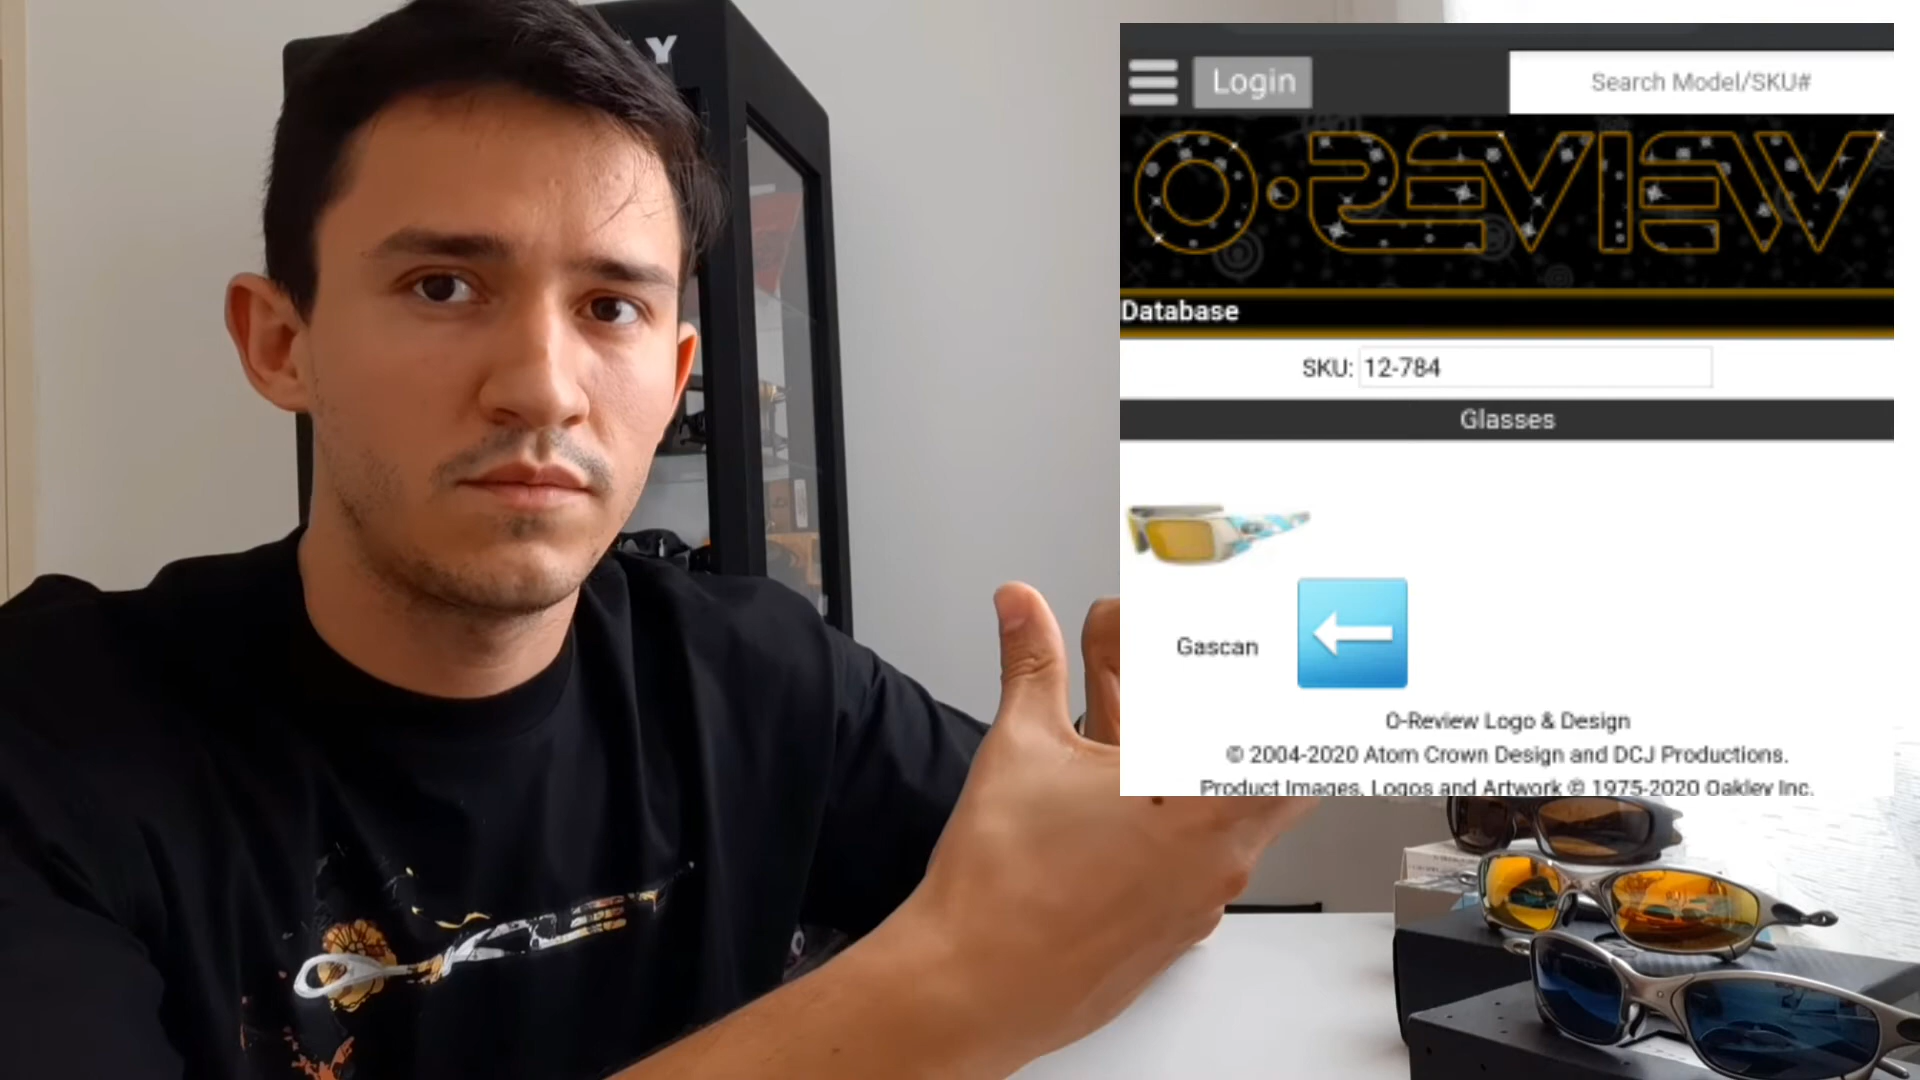 Y
Login
Search Model/SKU#
O•REVIEW
Database
SKU: 12-784
Glasses
Gascan
O-Review Logo & Design
© 2004-2020 Atom Crown Design and DCJ Productions.
Product Images, Logos and Artwork © 1975-2020 Oakley Inc.